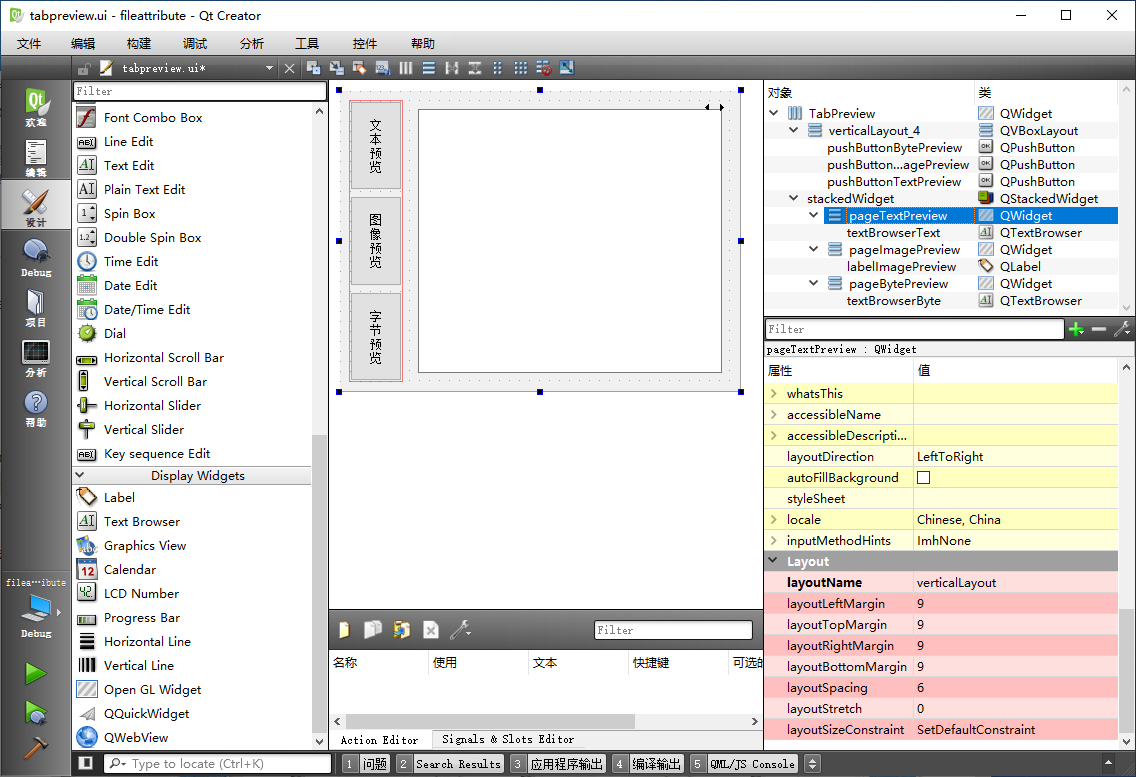 tabpreview.ui - fileattribute - Qt Creator
文件 编辑 构建 调试 分析 工具 控件 帮助
tabpreview.ui*
欢迎
编辑
设计
Debug
项目
分析
帮助
filea…ibute
Debug
Filter
Font Combo Box
Line Edit
Text Edit
Plain Text Edit
Spin Box
Double Spin Box
Time Edit
Date Edit
Date/Time Edit
Dial
Horizontal Scroll Bar
Vertical Scroll Bar
Horizontal Slider
Vertical Slider
Key sequence Edit
Display Widgets
Label
Text Browser
Graphics View
Calendar
LCD Number
Progress Bar
Horizontal Line
Vertical Line
Open GL Widget
QQuickWidget
QWebView
文本预览
图像预览
字节预览
Filter
名称 使用 文本 快捷键 可选的
Action Editor Signals & Slots Editor
对象 类
TabPreview QWidget
verticalLayout_4 QVBoxLayout
pushButtonBytePreview QPushButton
pushButton...agePreview QPushButton
pushButtonTextPreview QPushButton
stackedWidget QStackedWidget
pageTextPreview QWidget
textBrowserText QTextBrowser
pageImagePreview QWidget
labelImagePreview QLabel
pageBytePreview QWidget
textBrowserByte QTextBrowser
Filter
pageTextPreview : QWidget
属性 值
whatsThis
accessibleName
accessibleDescripti...
layoutDirection LeftToRight
autoFillBackground
styleSheet
locale Chinese, China
inputMethodHints ImhNone
Layout
layoutName verticalLayout
layoutLeftMargin 9
layoutTopMargin 9
layoutRightMargin 9
layoutBottomMargin 9
layoutSpacing 6
layoutStretch 0
layoutSizeConstraint SetDefaultConstraint
Type to locate (Ctrl+K) 1 问题 2 Search Results 3 应用程序输出 4 编译输出 5 QML/JS Console